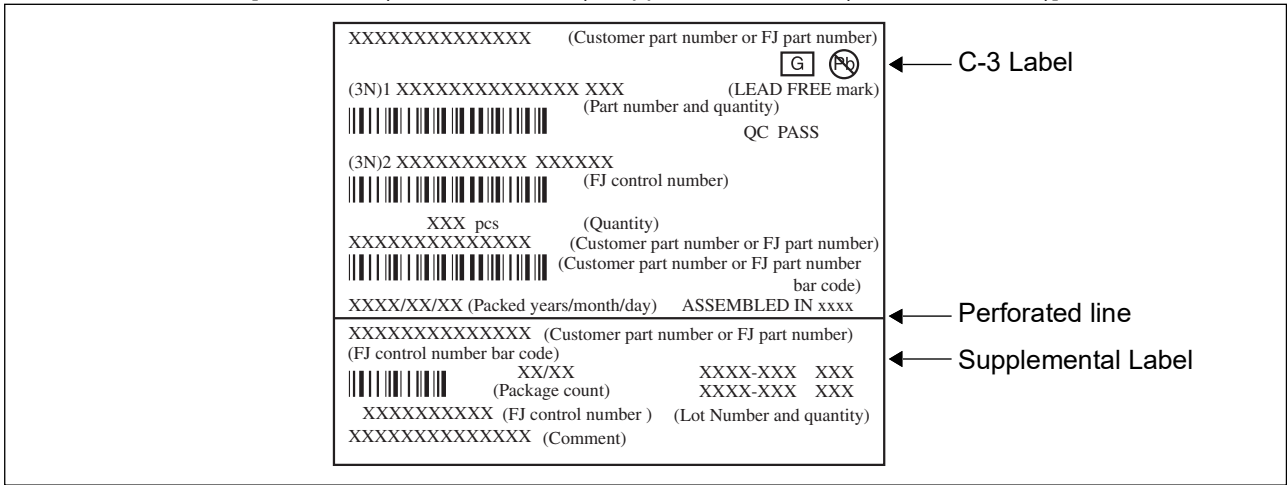 XXXXXXXXXXXXXX (Customer part number or FJ part number)
G Pb
C-3 Label
(3N)1 XXXXXXXXXXXXXX XXX (LEAD FREE mark)
(Part number and quantity)
QC PASS
(3N)2 XXXXXXXXXX XXXXXX
(FJ control number)
XXX pcs (Quantity)
XXXXXXXXXXXXXX (Customer part number or FJ part number)
(Customer part number or FJ part number
bar code)
XXXX/XX/XX (Packed years/month/day) ASSEMBLED IN xxxx
Perforated line
XXXXXXXXXXXXXX (Customer part number or FJ part number)
(FJ control number bar code)
Supplemental Label
XX/XX XXXX-XXX XXX
(Package count) XXXX-XXX XXX
XXXXXXXXXX (FJ control number ) (Lot Number and quantity)
XXXXXXXXXXXXXX (Comment)